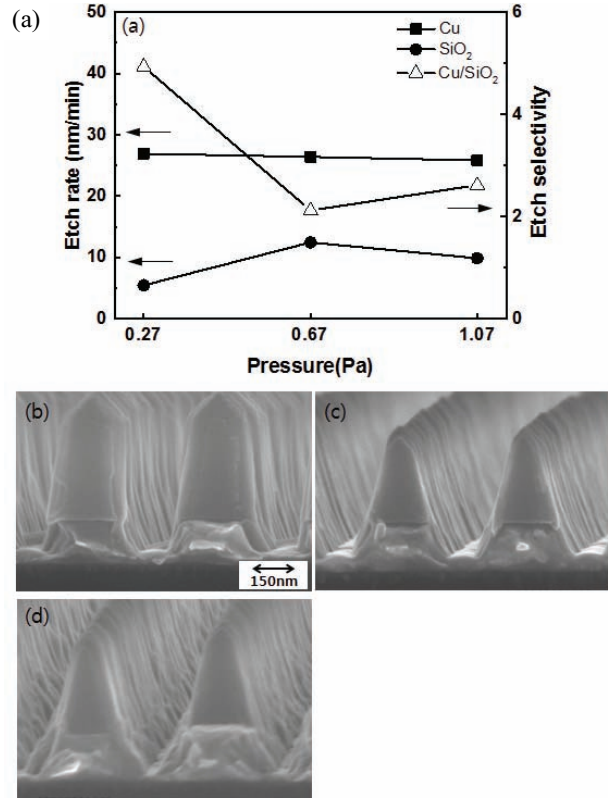 (a)
(a)
Cu
SiO2
Cu/SiO2
50
40
30
20
10
0
Etch rate (nm/min)
6
4
2
0
Etch selectivity
0.27
0.67
1.07
Pressure(Pa)
(b)
150nm
(c)
(d)